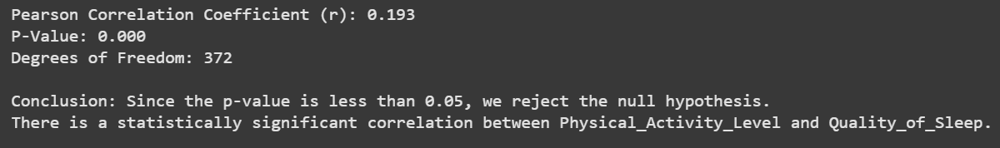 Pearson Correlation Coefficient (r): 0.193
P-Value: 0.000
Degrees of Freedom: 372
Conclusion: Since the p-value is less than 0.05, we reject the null hypothesis.
There is a statistically significant correlation between Physical_Activity_Level and Quality_of_Sleep.